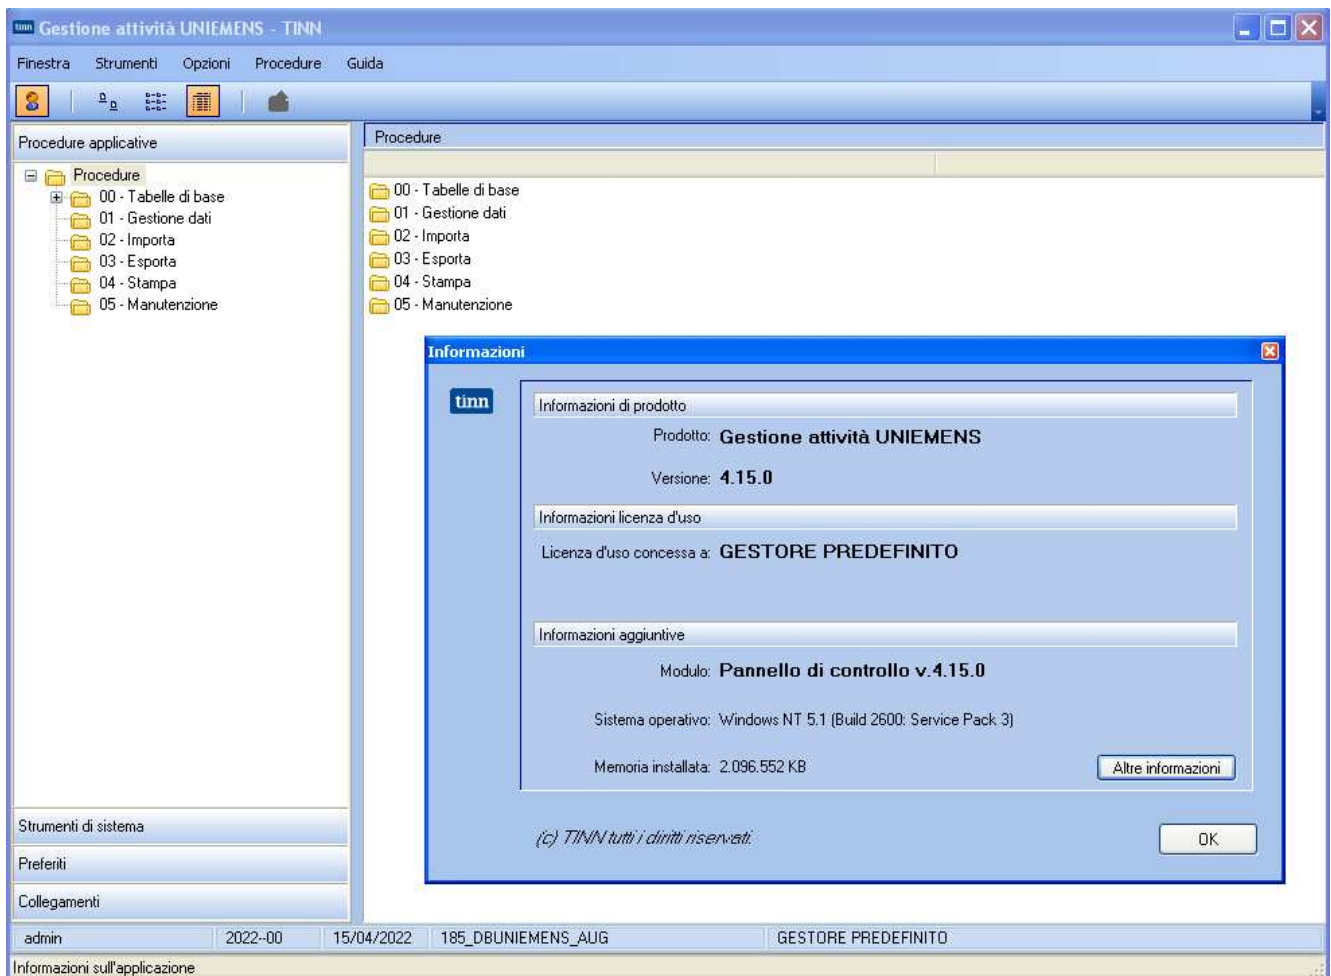 tinn Gestione attività UNIEMENS - TINN
Finestra Strumenti Opzioni Procedure Guida
Procedure applicative
Procedure
00 - Tabelle di base
01 - Gestione dati
02 - Importa
03 - Esporta
04 - Stampa
05 - Manutenzione
Strumenti di sistema
Preferiti
Collegamenti
Procedure
00 - Tabelle di base
01 - Gestione dati
02 - Importa
03 - Esporta
04 - Stampa
05 - Manutenzione
Informazioni
tinn
Informazioni di prodotto
Prodotto: Gestione attività UNIEMENS
Versione: 4.15.0
Informazioni licenza d'uso
Licenza d'uso concessa a: GESTORE PREDEFINITO
Informazioni aggiuntive
Modulo: Pannello di controllo v.4.15.0
Sistema operativo: Windows NT 5.1 (Build 2600: Service Pack 3)
Memoria installata: 2.096.552 KB
Altre informazioni
(c) TINN tutti i diritti riservati.
OK
admin 2022--00 15/04/2022 185_DBUNIEMENS_AUG GESTORE PREDEFINITO
Informazioni sull'applicazione